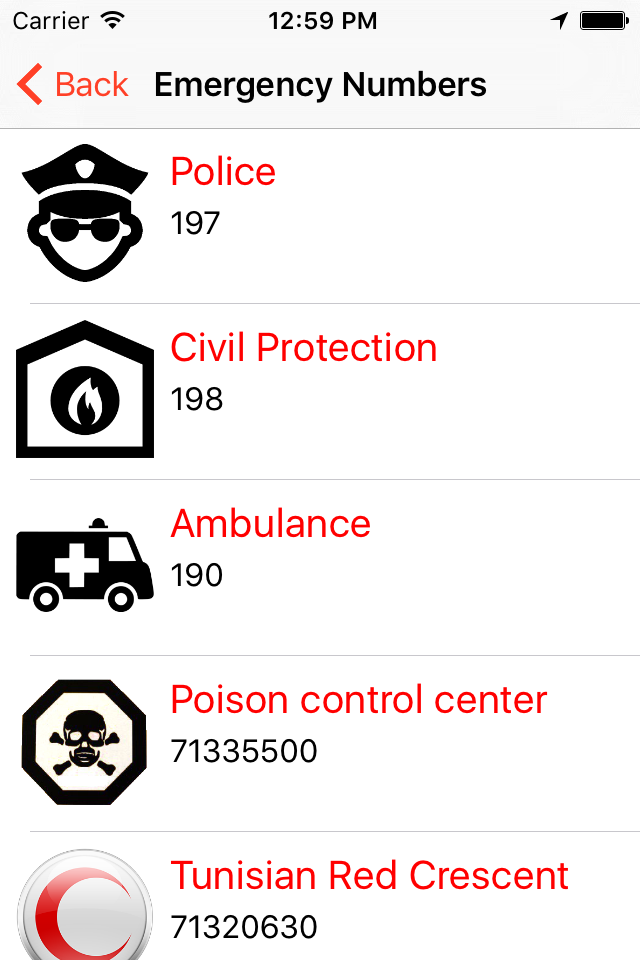 Carrier 12:59 PM
Back Emergency Numbers
Police
197
Civil Protection
198
Ambulance
190
Poison control center
71335500
Tunisian Red Crescent
71320630